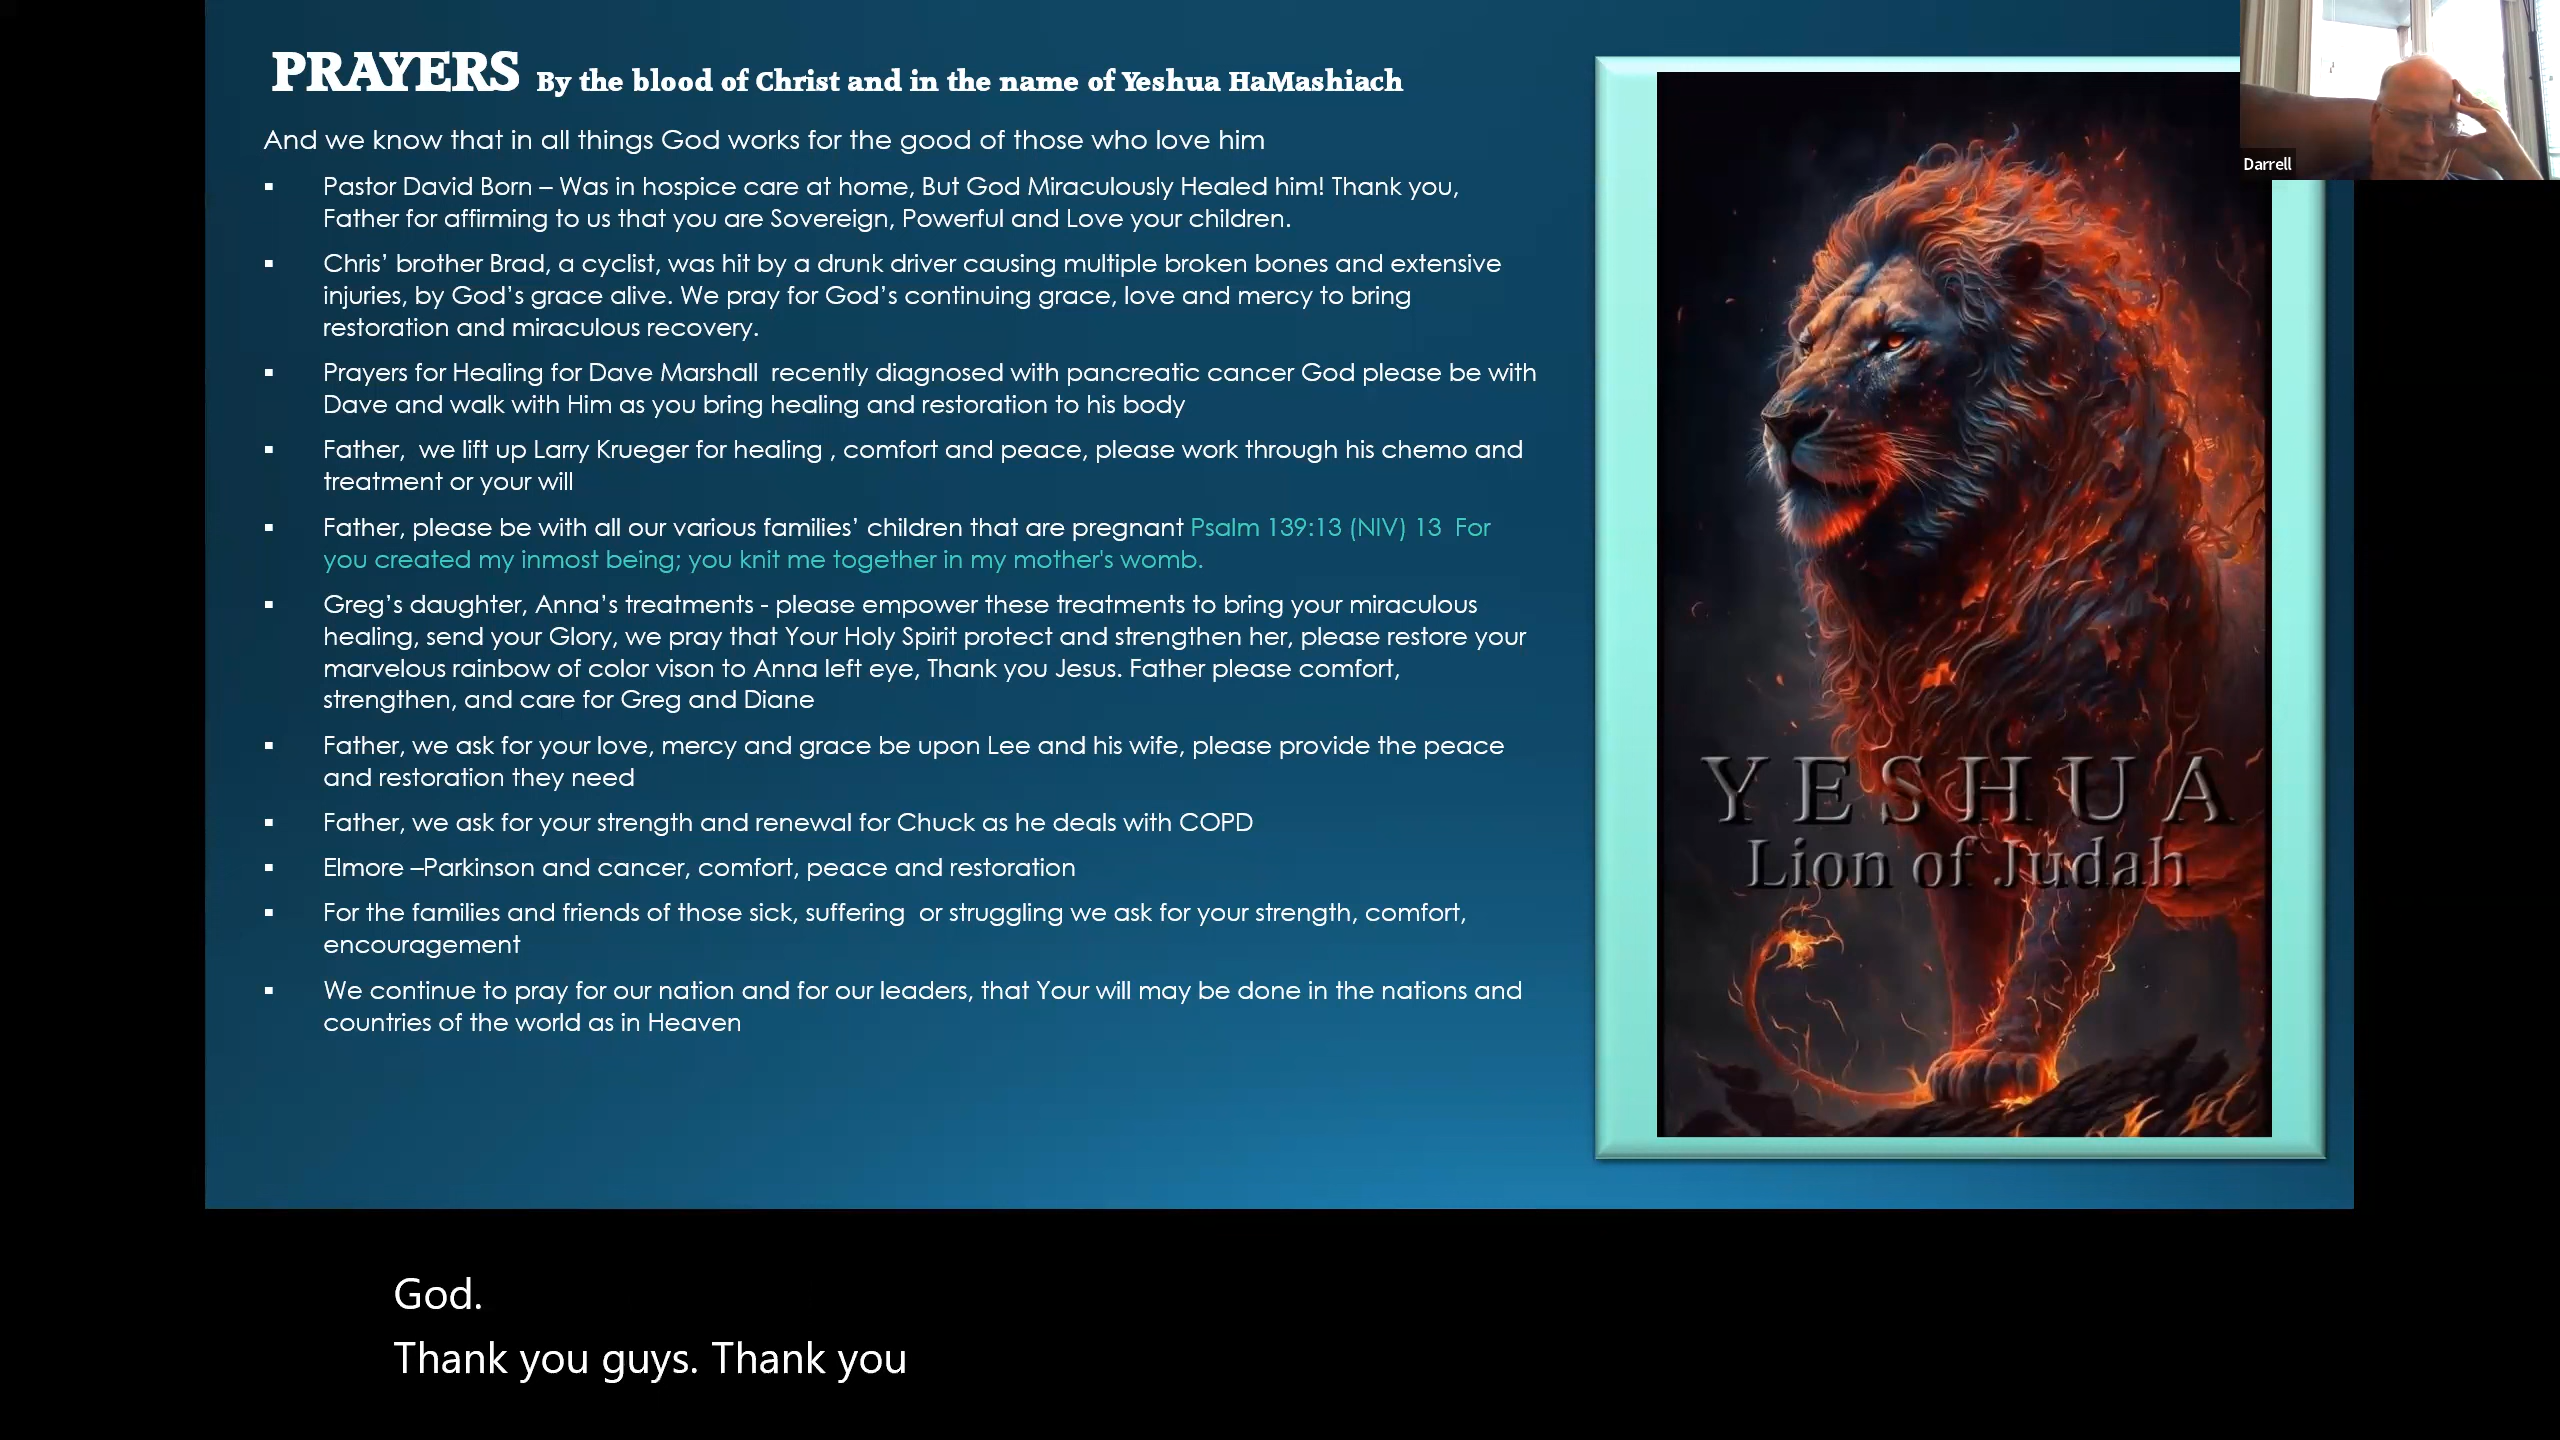 PRAYERS By the blood of Christ and in the name of Yeshua HaMashiach
And we know that in all things God works for the good of those who love him
▪ Pastor David Born – Was in hospice care at home, But God Miraculously Healed him! Thank you,
Father for affirming to us that you are Sovereign, Powerful and Love your children.
▪ Chris’ brother Brad, a cyclist, was hit by a drunk driver causing multiple broken bones and extensive
injuries, by God’s grace alive. We pray for God’s continuing grace, love and mercy to bring
restoration and miraculous recovery.
▪ Prayers for Healing for Dave Marshall  recently diagnosed with pancreatic cancer God please be with
Dave and walk with Him as you bring healing and restoration to his body
▪ Father,  we lift up Larry Krueger for healing , comfort and peace, please work through his chemo and
treatment or your will
▪ Father, please be with all our various families’ children that are pregnant Psalm 139:13 (NIV) 13  For
you created my inmost being; you knit me together in my mother's womb.
▪ Greg’s daughter, Anna’s treatments - please empower these treatments to bring your miraculous
healing, send your Glory, we pray that Your Holy Spirit protect and strengthen her, please restore your
marvelous rainbow of color vison to Anna left eye, Thank you Jesus. Father please comfort,
strengthen, and care for Greg and Diane
▪ Father, we ask for your love, mercy and grace be upon Lee and his wife, please provide the peace
and restoration they need
▪ Father, we ask for your strength and renewal for Chuck as he deals with COPD
▪ Elmore –Parkinson and cancer, comfort, peace and restoration
▪ For the families and friends of those sick, suffering  or struggling we ask for your strength, comfort,
encouragement
▪ We continue to pray for our nation and for our leaders, that Your will may be done in the nations and
countries of the world as in Heaven
YESHUA
Lion of Judah
Darrell
God.
Thank you guys. Thank you